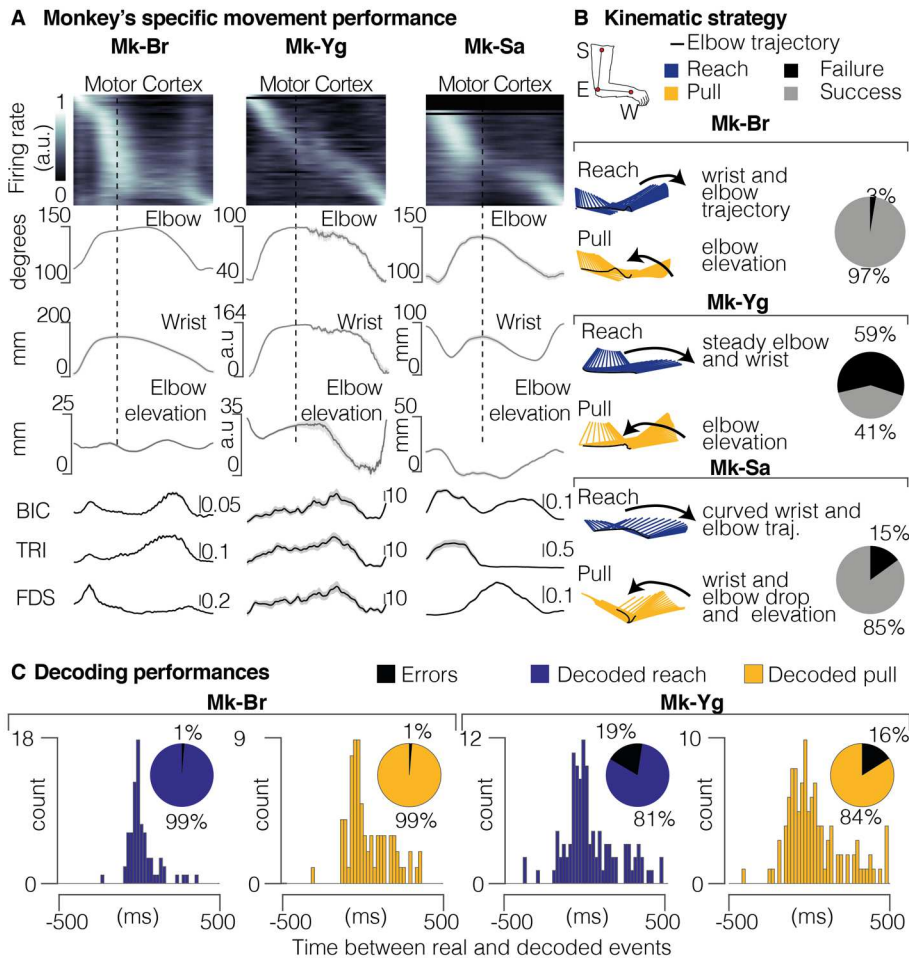 A Monkey's specific movement performance
Mk-Br Mk-Yg Mk-Sa
Motor Cortex Motor Cortex Motor Cortex
Firing rate
(a.u.)
1
0
150 Elbow 100 Elbow 150 Elbow
degrees
100 40 100
200 Wrist 164 Wrist 100 Wrist
mm a.u mm
0 0 0
Elbow elevation Elbow elevation Elbow elevation
25 35 50
mm a.u mm
0 0 0
BIC 0.05 10 0.1
TRI 0.1 10 0.5
FDS 0.2 10 0.1
B Kinematic strategy
S
E
W
Elbow trajectory
Reach Failure
Pull Success
Mk-Br
Reach
wrist and
elbow
trajectory
Pull
elbow
elevation
3%
97%
Mk-Yg
Reach
steady elbow
and wrist
59%
Pull
elbow
elevation
41%
Mk-Sa
Reach
curved wrist and
elbow traj.
15%
Pull
wrist and
elbow drop
and elevation
85%
C Decoding performances
Errors Decoded reach Decoded pull
Mk-Br Mk-Yg
18 1% 9 1% 12 19% 10 16%
count count count count
99% 99% 81% 84%
0 0 0 0
-500 (ms) 500 -500 (ms) 500 -500 (ms) 500 -500 (ms) 500
Time between real and decoded events